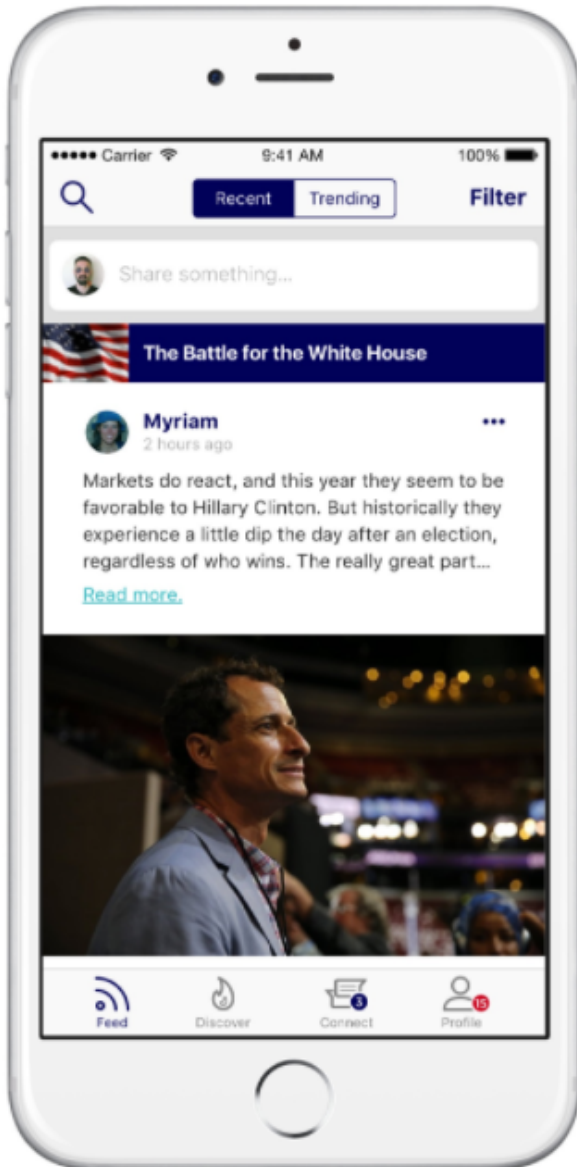 Carrier 9:41 AM 100%
Recent Trending Filter
Share something...
The Battle for the White House
Myriam
2 hours ago
Markets do react, and this year they seem to be
favorable to Hillary Clinton. But historically they
experience a little dip the day after an election,
regardless of who wins. The really great part...
Read more.
3 15
Feed Discover Connect Profile